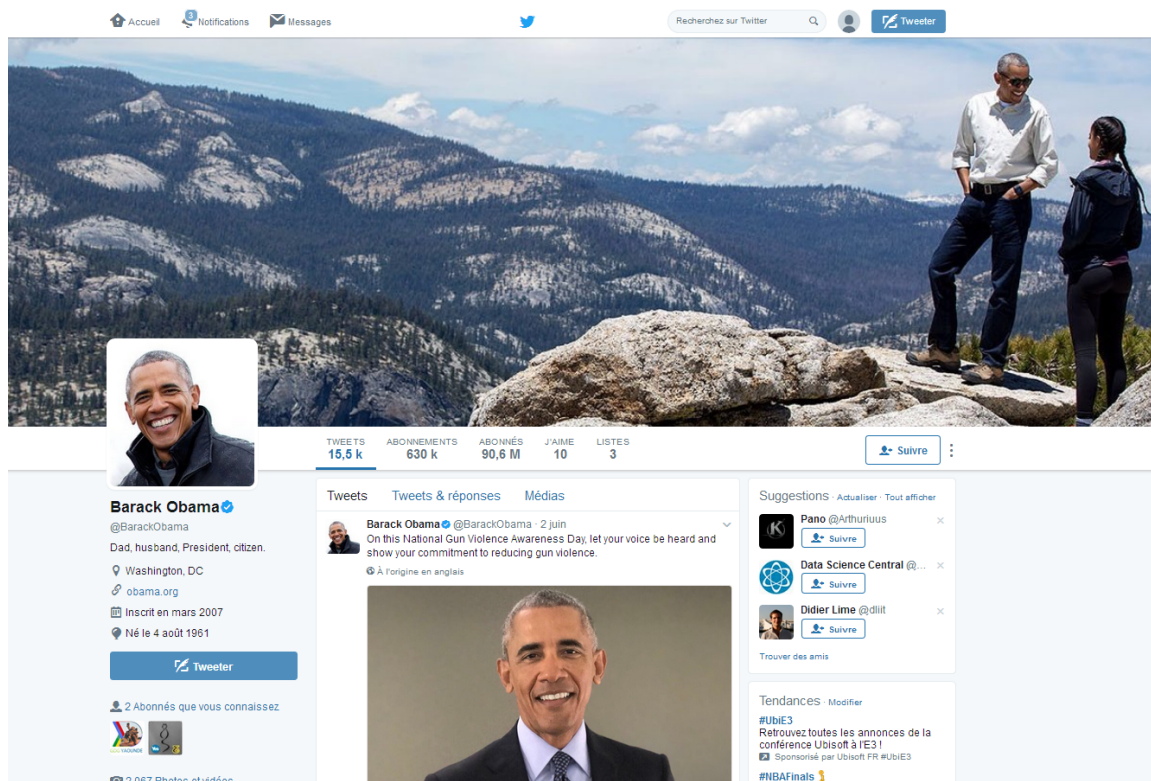 Accueil
3
Notifications
Messages
Recherchez sur Twitter
Tweeter
TWEETS
15,5 k
ABONNEMENTS
630 k
ABONNÉS
90,6 M
J'AIME
10
LISTES
3
Suivre
Barack Obama
@BarackObama
Dad, husband, President, citizen.
Washington, DC
obama.org
Inscrit en mars 2007
Né le 4 août 1961
Tweeter
2 Abonnés que vous connaissez
2 067 Photos et vidéos
Tweets Tweets & réponses Médias
Barack Obama @BarackObama · 2 juin
On this National Gun Violence Awareness Day, let your voice be heard and
show your commitment to reducing gun violence.
À l'origine en anglais
Suggestions · Actualiser · Tout afficher
Pano @Arthuriuus
Suivre
Data Science Central @...
Suivre
Didier Lime @dliit
Suivre
Trouver des amis
Tendances · Modifier
#UbiE3
Retrouvez toutes les annonces de la
conférence Ubisoft à l'E3 !
Sponsorisé par Ubisoft FR #UbiE3
#NBAFinals